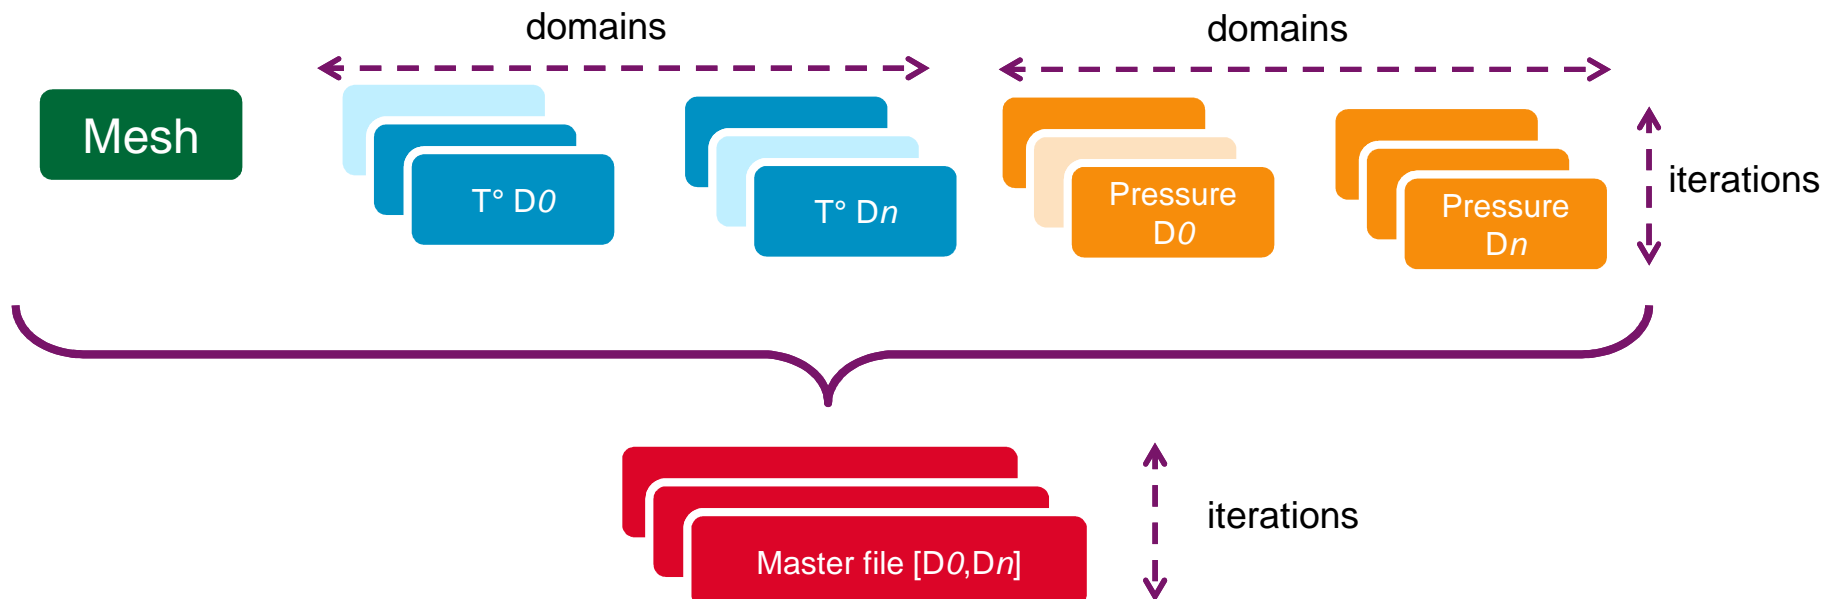 domains
domains
Mesh
T° D0
T° Dn
Pressure
D0
Pressure
Dn
iterations
Master file [D0,Dn]
iterations